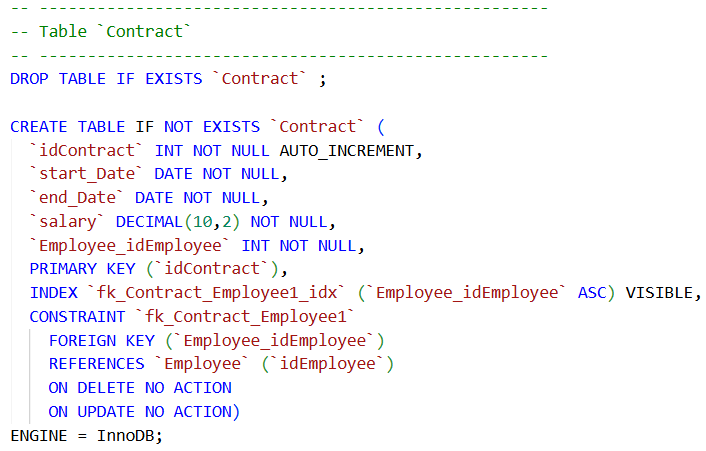 -- -----------------------------------------------------
-- Table `Contract`
-- -----------------------------------------------------
DROP TABLE IF EXISTS `Contract` ;
CREATE TABLE IF NOT EXISTS `Contract` (
`idContract` INT NOT NULL AUTO_INCREMENT,
`start_Date` DATE NOT NULL,
`end_Date` DATE NOT NULL,
`salary` DECIMAL(10,2) NOT NULL,
`Employee_idEmployee` INT NOT NULL,
PRIMARY KEY (`idContract`),
INDEX `fk_Contract_Employee1_idx` (`Employee_idEmployee` ASC) VISIBLE,
CONSTRAINT `fk_Contract_Employee1`
FOREIGN KEY (`Employee_idEmployee`)
REFERENCES `Employee` (`idEmployee`)
ON DELETE NO ACTION
ON UPDATE NO ACTION)
ENGINE = InnoDB;